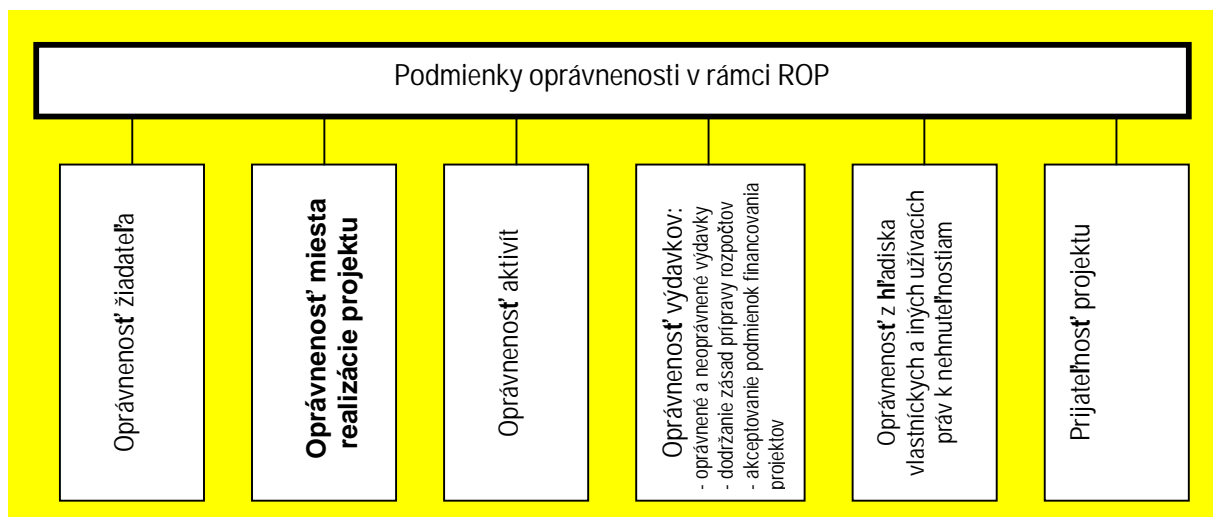 Podmienky oprávnenosti v rámci ROP
Oprávnenosť žiadateľa
Oprávnenosť miesta
realizácie projektu
Oprávnenosť aktivít
Oprávnenosť výdavkov:
- oprávnené a neoprávnené výdavky
- dodržanie zásad prípravy rozpočtov
- akceptovanie podmienok financovania
projektov
Oprávnenosť z hľadiska
vlastníckych a iných užívacích
práv k nehnuteľnostiam
Prijateľnosť projektu